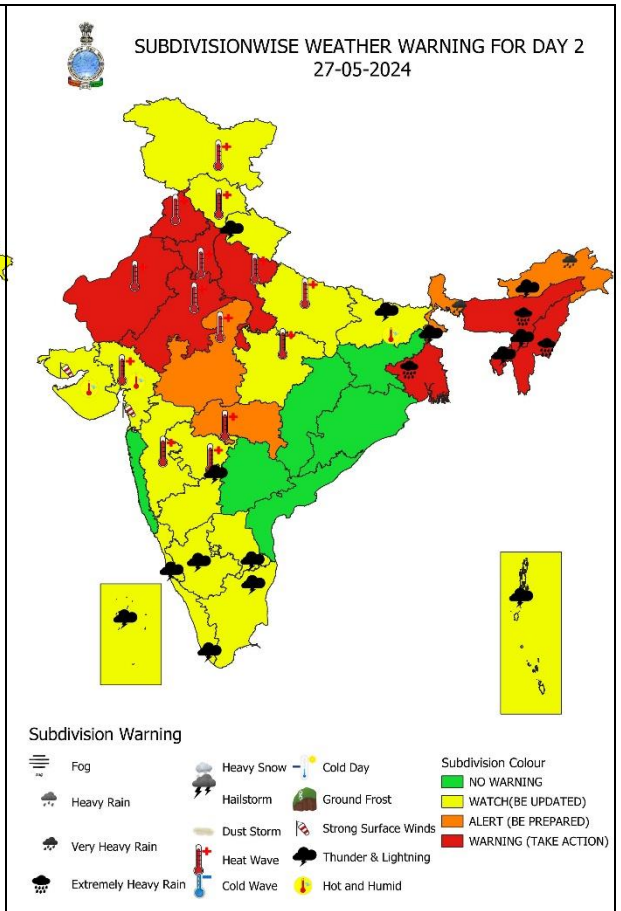 SUBDIVISIONWISE WEATHER WARNING FOR DAY 2
27-05-2024
Subdivision Warning
Fog
Heavy Rain
Very Heavy Rain
Extremely Heavy Rain
Heavy Snow
Hailstorm
Dust Storm
Heat Wave
Cold Wave
Cold Day
Ground Frost
Strong Surface Winds
Thunder & Lightning
Hot and Humid
Subdivision Colour
NO WARNING
WATCH(BE UPDATED)
ALERT (BE PREPARED)
WARNING (TAKE ACTION)